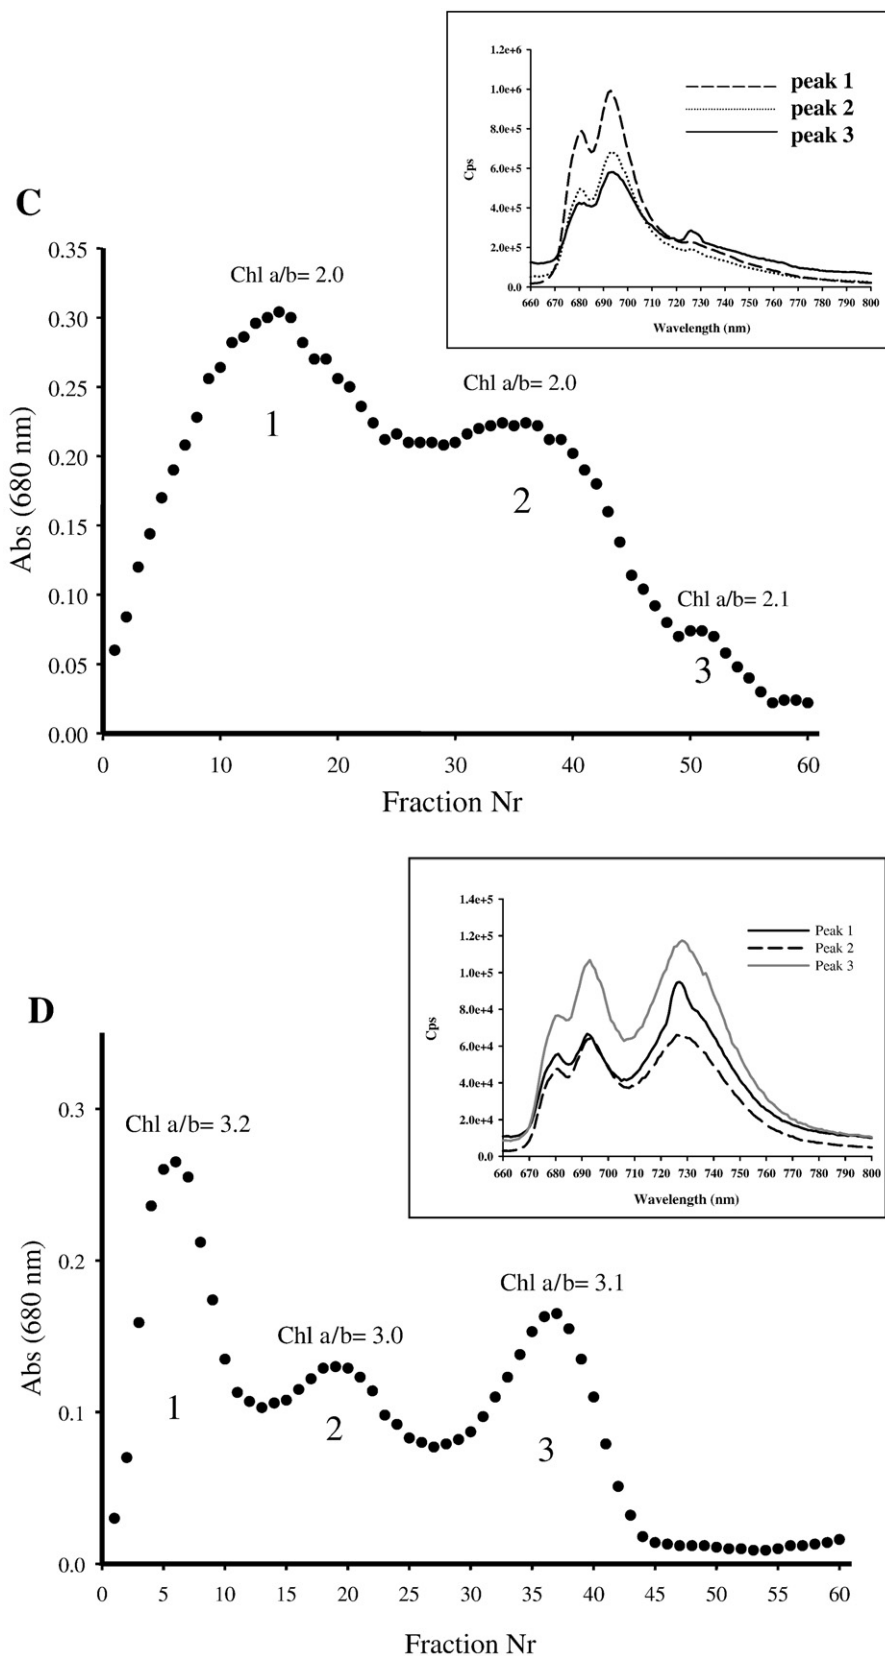 1.2e+6
1.0e+6
8.0e+5
6.0e+5
4.0e+5
2.0e+5
0.0
Cps
660 670 680 690 700 710 720 730 740 750 760 770 780 790 800
Wavelength (nm)
peak 1
peak 2
peak 3
C
0.35
0.30
0.25
0.20
0.15
0.10
0.05
0.00
Abs (680 nm)
Chl a/b= 2.0
1
Chl a/b= 2.0
2
Chl a/b= 2.1
3
0 10 20 30 40 50 60
Fraction Nr
1.4e+5
1.2e+5
1.0e+5
8.0e+4
6.0e+4
4.0e+4
2.0e+4
0.0
Cps
660 670 680 690 700 710 720 730 740 750 760 770 780 790 800
Wavelength (nm)
Peak 1
Peak 2
Peak 3
D
0.3
0.2
0.1
0.0
Abs (680 nm)
Chl a/b= 3.2
1
Chl a/b= 3.0
2
Chl a/b= 3.1
3
0 5 10 15 20 25 30 35 40 45 50 55 60
Fraction Nr